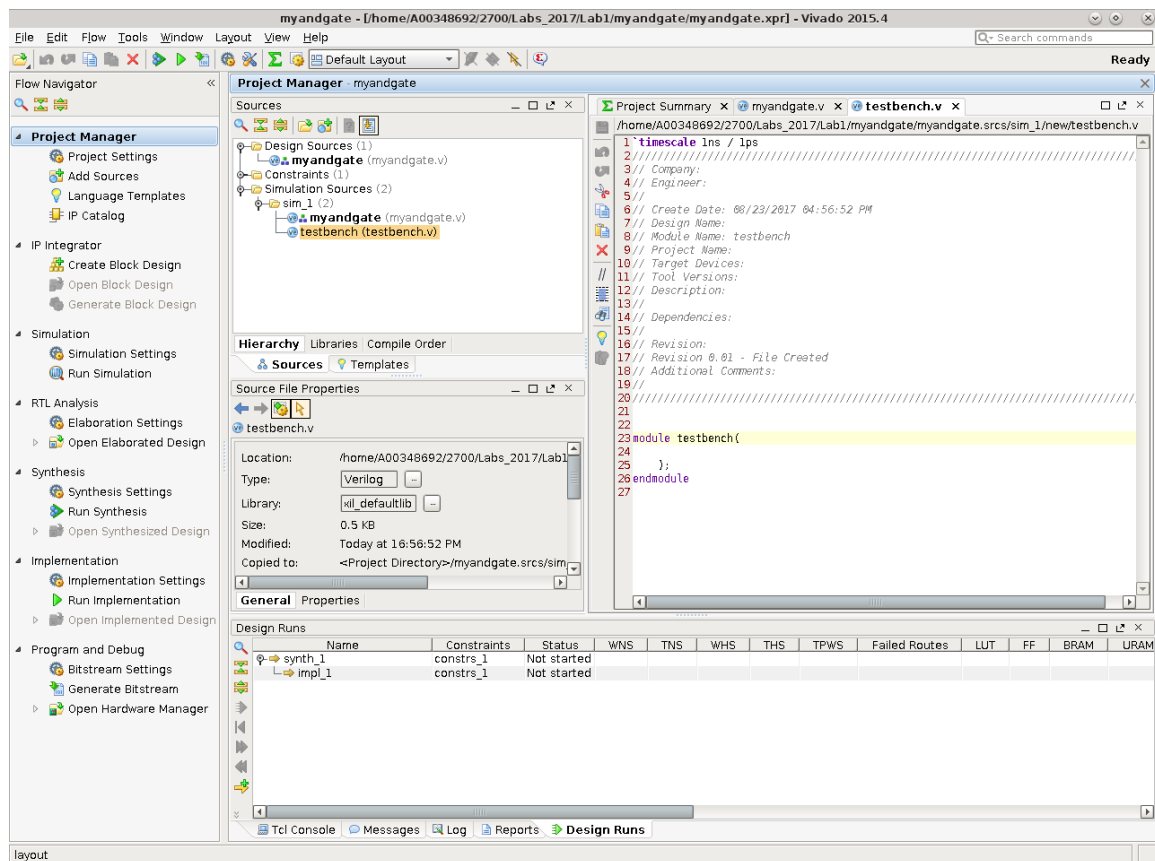 myandgate - [/home/A00348692/2700/Labs_2017/Lab1/myandgate/myandgate.xpr] - Vivado 2015.4
File Edit Flow Tools Window Layout View Help
Search commands
Default Layout
Ready
Flow Navigator
Project Manager
Project Settings
Add Sources
Language Templates
IP Catalog
IP Integrator
Create Block Design
Open Block Design
Generate Block Design
Simulation
Simulation Settings
Run Simulation
RTL Analysis
Elaboration Settings
Open Elaborated Design
Synthesis
Synthesis Settings
Run Synthesis
Open Synthesized Design
Implementation
Implementation Settings
Run Implementation
Open Implemented Design
Program and Debug
Bitstream Settings
Generate Bitstream
Open Hardware Manager
Project Manager - myandgate
Sources
Design Sources (1)
myandgate (myandgate.v)
Constraints (1)
Simulation Sources (2)
sim_1 (2)
myandgate (myandgate.v)
testbench (testbench.v)
Hierarchy Libraries Compile Order
Sources Templates
Source File Properties
testbench.v
Location: /home/A00348692/2700/Labs_2017/Lab1
Type: Verilog
Library: xil_defaultlib
Size: 0.5 KB
Modified: Today at 16:56:52 PM
Copied to: <Project Directory>/myandgate.srcs/sim_
General Properties
Project Summary myandgate.v testbench.v
/home/A00348692/2700/Labs_2017/Lab1/myandgate/myandgate.srcs/sim_1/new/testbench.v
1 `timescale 1ns / 1ps
2 ////////////////////////////////////////////////////////////////////////////////
3 // Company:
4 // Engineer:
5 //
6 // Create Date: 08/23/2017 04:56:52 PM
7 // Design Name:
8 // Module Name: testbench
9 // Project Name:
10 // Target Devices:
11 // Tool Versions:
12 // Description:
13 //
14 // Dependencies:
15 //
16 // Revision:
17 // Revision 0.01 - File Created
18 // Additional Comments:
19 //
20 ////////////////////////////////////////////////////////////////////////////////
21
22
23 module testbench(
24
25 );
26 endmodule
27
Design Runs
Name Constraints Status WNS TNS WHS THS TPWS Failed Routes LUT FF BRAM URAM
synth_1 constrs_1 Not started
impl_1 constrs_1 Not started
Tcl Console Messages Log Reports Design Runs
layout